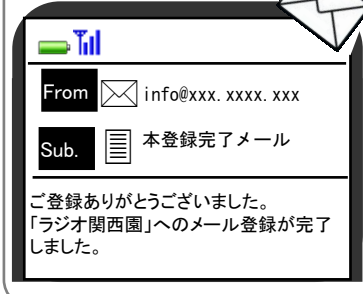 From info@xxx.xxxx.xxx
Sub. 本登録完了メール
ご登録ありがとうございました。
「ラジオ関西園」へのメール登録が完了
しました。